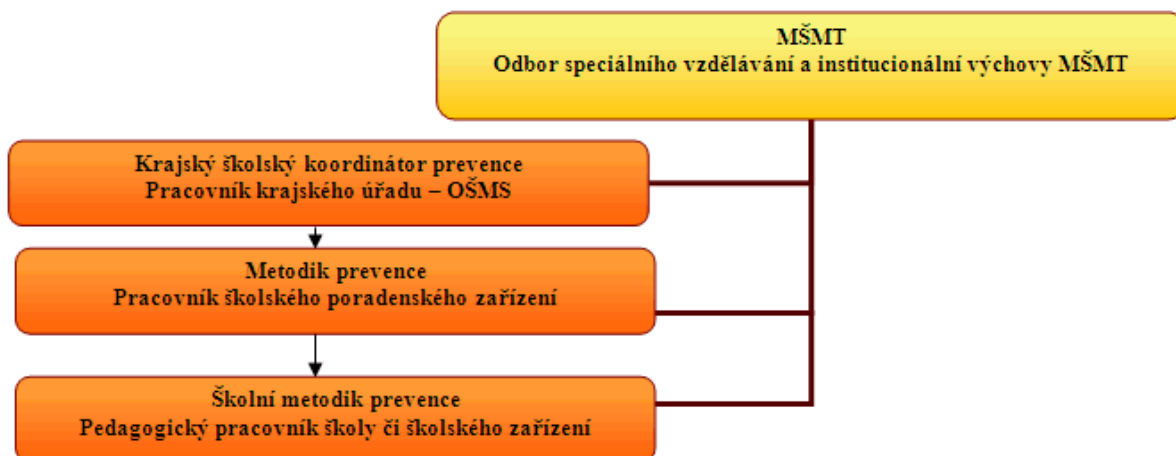 MŠMT
Odbor speciálního vzdělávání a institucionální výchovy MŠMT
Krajský školský koordinátor prevence
Pracovník krajského úřadu – OŠMS
Metodik prevence
Pracovník školského poradenského zařízení
Školní metodik prevence
Pedagogický pracovník školy či školského zařízení